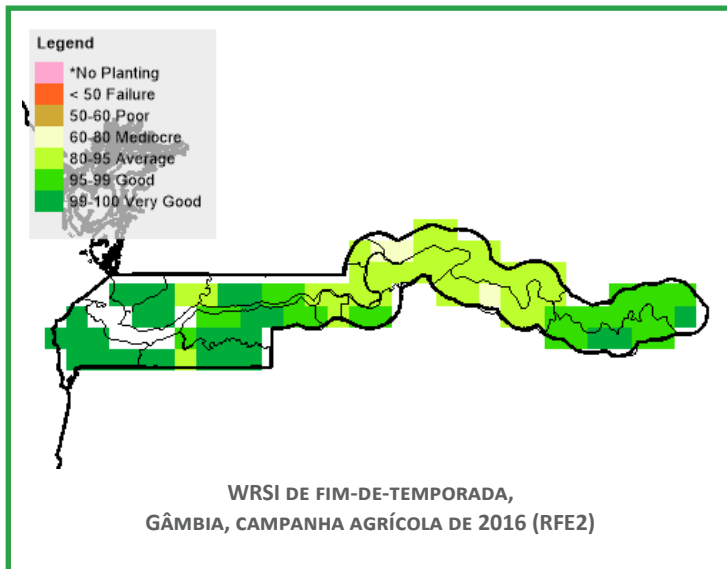 Legend
*No Planting
< 50 Failure
50-60 Poor
60-80 Mediocre
80-95 Average
95-99 Good
99-100 Very Good
WRSI DE FIM-DE-TEMPORADA,
GÂMBIA, CAMPANHA AGRÍCOLA DE 2016 (RFE2)